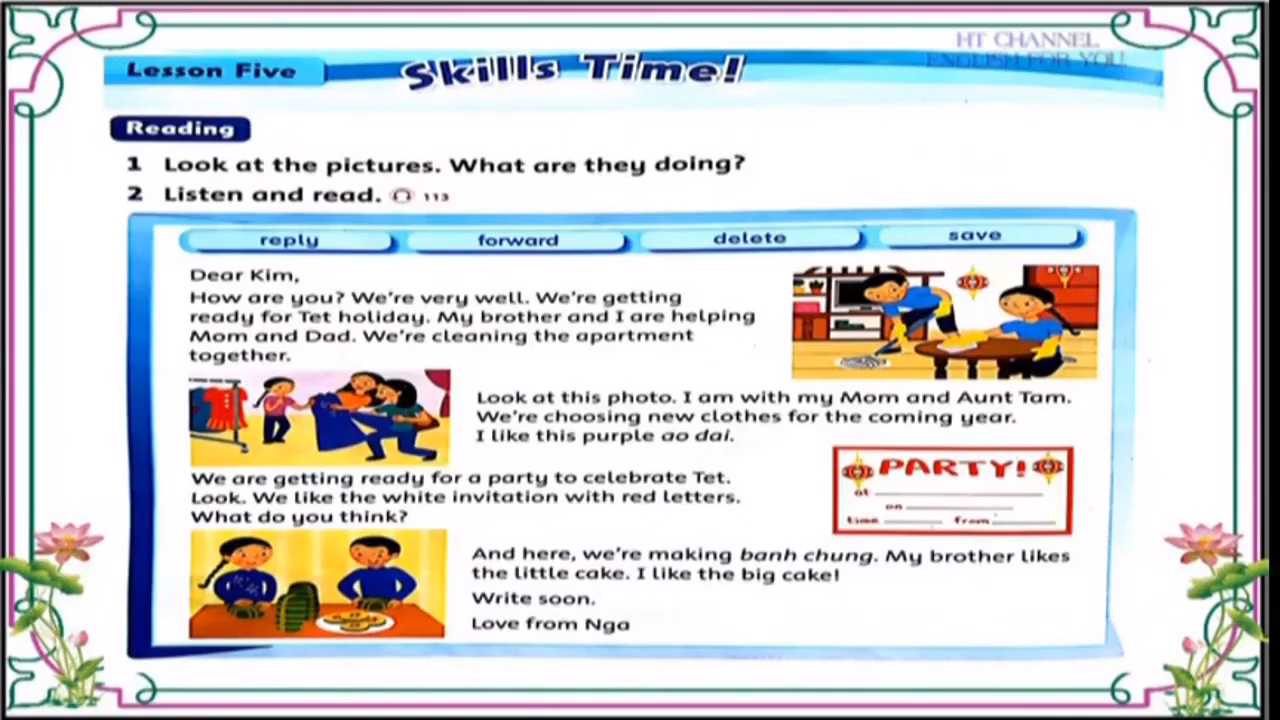 HT CHANNEL
ENGLISH FOR YOU
Lesson Five
Skills Time!
Reading
1 Look at the pictures. What are they doing?
2 Listen and read. 113
reply
forward
delete
save
Dear Kim,
How are you? We're very well. We're getting
ready for Tet holiday. My brother and I are helping
Mom and Dad. We're cleaning the apartment
together.
Look at this photo. I am with my Mom and Aunt Tam.
We're choosing new clothes for the coming year.
I like this purple ao dai.
We are getting ready for a party to celebrate Tet.
Look. We like the white invitation with red letters.
What do you think?
PARTY!
at
on
time from
And here, we're making banh chung. My brother likes
the little cake. I like the big cake!
Write soon.
Love from Nga